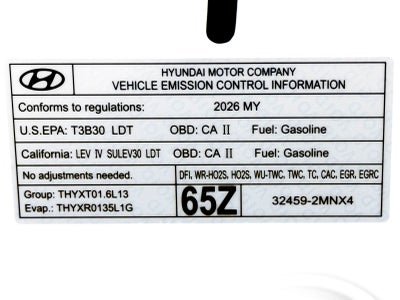 HYUNDAI MOTOR COMPANY
VEHICLE EMISSION CONTROL INFORMATION
Conforms to regulations: 2026 MY
U.S.EPA: T3B30 LDT OBD: CA II Fuel: Gasoline
California: LEV IV SULEV30 LDT OBD: CA II Fuel: Gasoline
No adjustments needed. DFI, WR-HO2S, HO2S, WU-TWC, TWC, TC, CAC, EGR, EGRC
Group: THYXT01.6L13
Evap.: THYXR0135L1G
65Z
32459-2MNX4